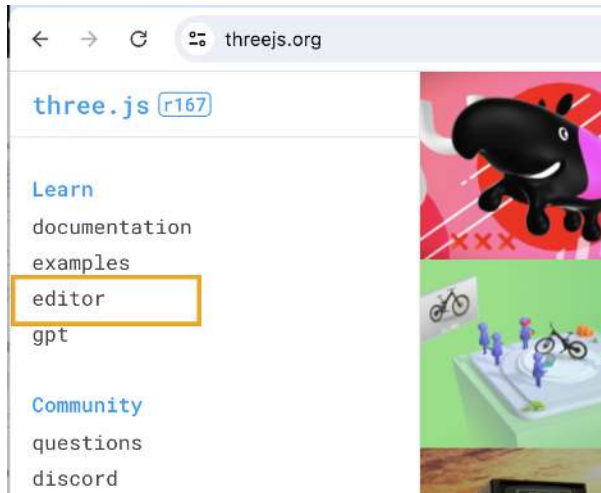 threejs.org
three.js r167
Learn
documentation
examples
editor
gpt
Community
questions
discord